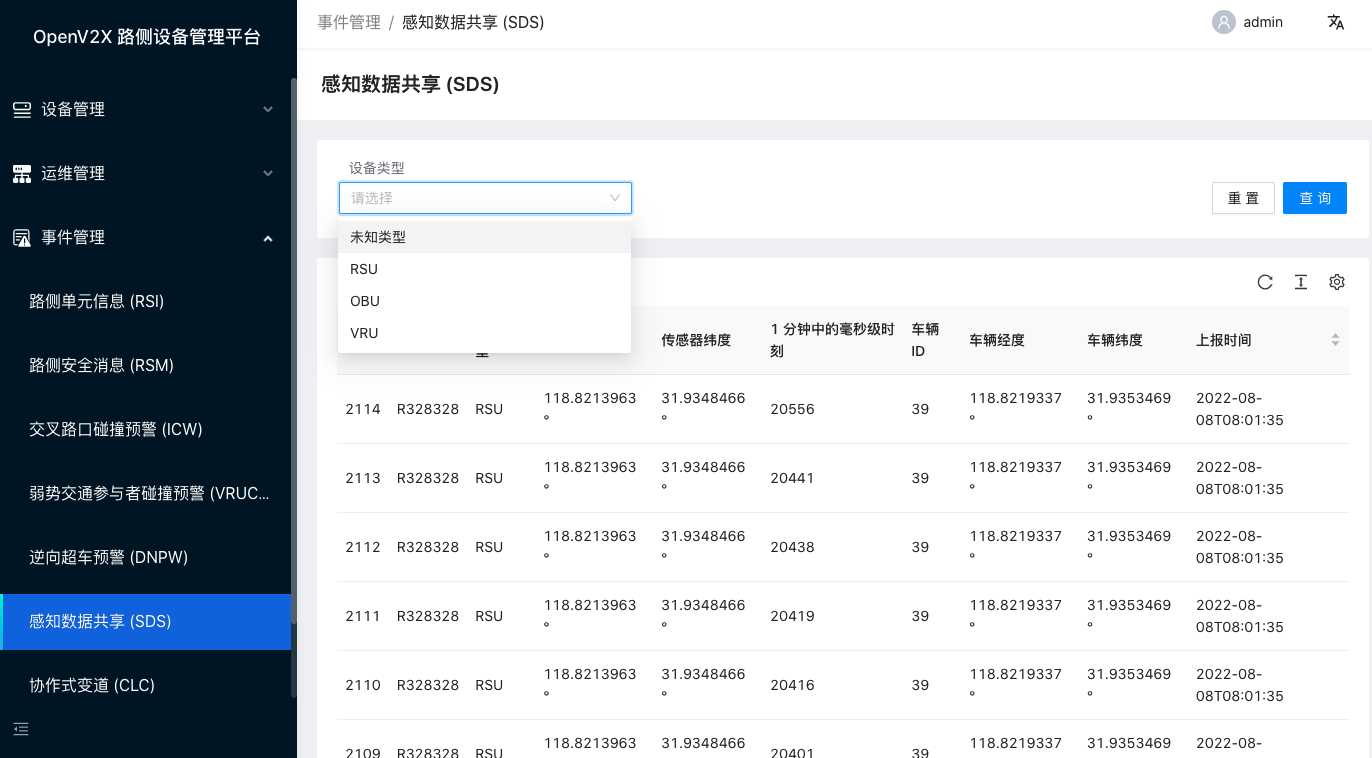 OpenV2X 路侧设备管理平台
设备管理
运维管理
事件管理
路侧单元信息 (RSI)
路侧安全消息 (RSM)
交叉路口碰撞预警 (ICW)
弱势交通参与者碰撞预警 (VRUC...
逆向超车预警 (DNPW)
感知数据共享 (SDS)
协作式变道 (CLC)
事件管理 / 感知数据共享 (SDS)
admin
感知数据共享 (SDS)
设备类型
请选择
重 置
查 询
未知类型
RSU
OBU
VRU
传感器纬度
1 分钟中的毫秒级时
刻
车辆
ID
车辆经度
车辆纬度
上报时间
2114 R328328 RSU 118.8213963 31.9348466 20556 39 118.8219337 31.9353469 2022-08-
° ° ° ° 08T08:01:35
2113 R328328 RSU 118.8213963 31.9348466 20441 39 118.8219337 31.9353469 2022-08-
° ° ° ° 08T08:01:35
2112 R328328 RSU 118.8213963 31.9348466 20438 39 118.8219337 31.9353469 2022-08-
° ° ° ° 08T08:01:35
2111 R328328 RSU 118.8213963 31.9348466 20419 39 118.8219337 31.9353469 2022-08-
° ° ° ° 08T08:01:35
2110 R328328 RSU 118.8213963 31.9348466 20416 39 118.8219337 31.9353469 2022-08-
° ° ° ° 08T08:01:35
2109 R328328 RSU 118.8213963 31.9348466 20401 39 118.8219337 31.9353469 2022-08-